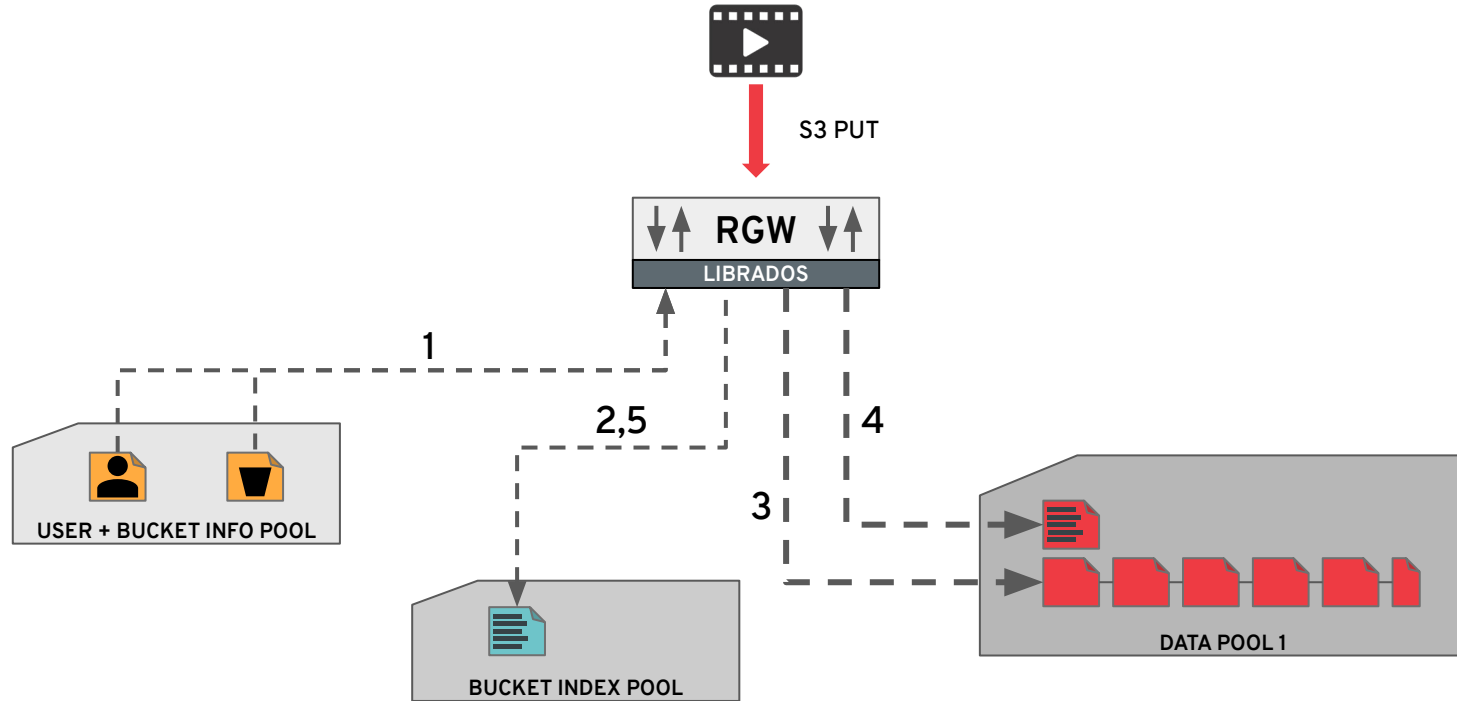 S3 PUT
RGW
LIBRADOS
1
2,5
4
3
USER + BUCKET INFO POOL
DATA POOL 1
BUCKET INDEX POOL